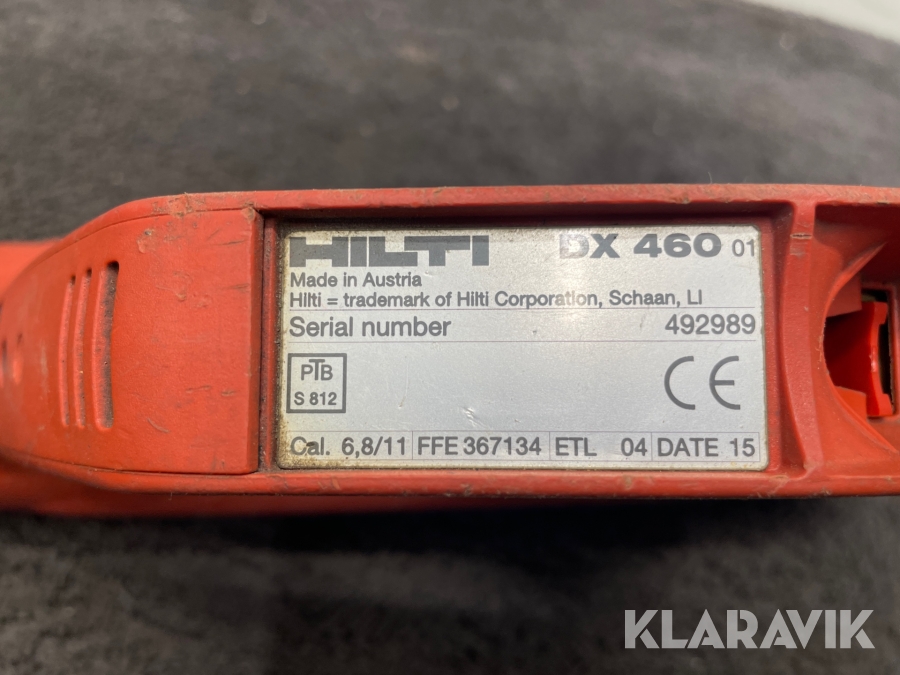 HILTI DX 460 01
Made in Austria
Hilti = trademark of Hilti Corporation, Schaan, LI
Serial number 492989
PTB
S 812
CE
Cal. 6,8/11 FFE 367134 ETL 04 DATE 15
KLARAVIK